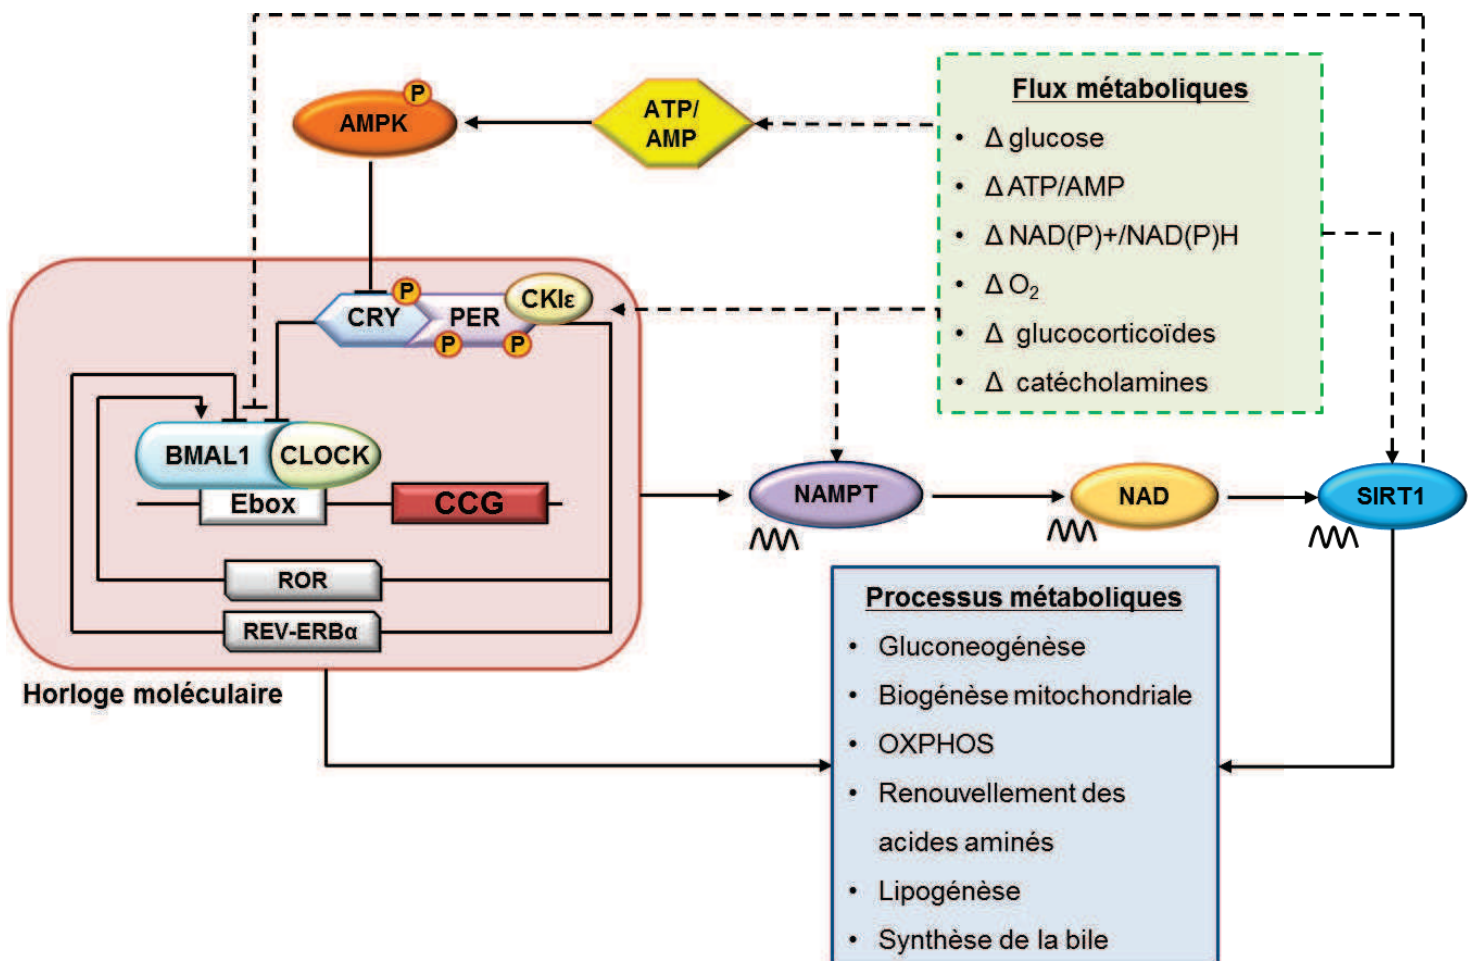 Flux métaboliques
• Δ glucose
• Δ ATP/AMP
• Δ NAD(P)+/NAD(P)H
• Δ O₂
• Δ glucocorticoïdes
• Δ catécholamines
P
AMPK
ATP/
AMP
P
CRY
PER
CKIε
P
P
BMAL1
CLOCK
Ebox
CCG
ROR
REV-ERBα
Horloge moléculaire
NAMPT
NAD
SIRT1
Processus métaboliques
• Gluconeogénèse
• Biogénèse mitochondriale
• OXPHOS
• Renouvellement des
acides aminés
• Lipogénèse
• Synthèse de la bile